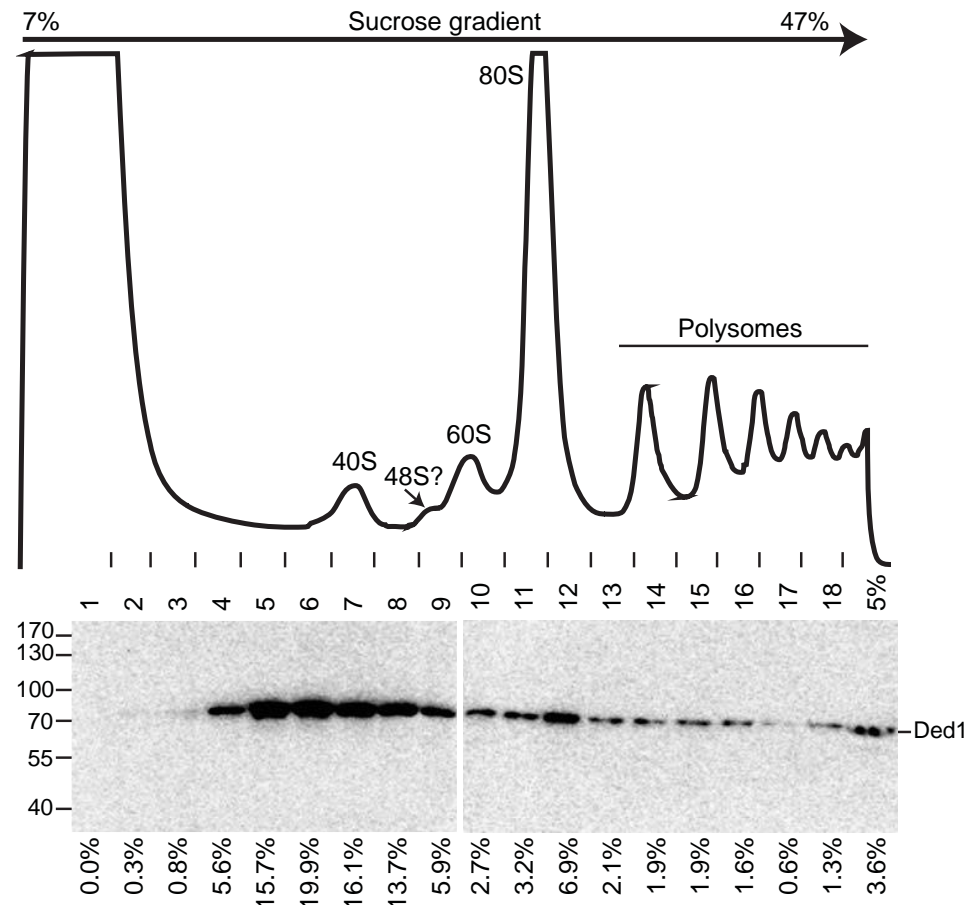 7% Sucrose gradient 47%
80S
Polysomes
60S
40S
48S?
1 2 3 4 5 6 7 8 9 10 11 12 13 14 15 16 17 18 5%
170
130
100
70
55
40
Ded1
0.0% 0.3% 0.8% 5.6% 15.7% 19.9% 16.1% 13.7% 5.9% 2.7% 3.2% 6.9% 2.1% 1.9% 1.9% 1.6% 0.6% 1.3% 3.6%